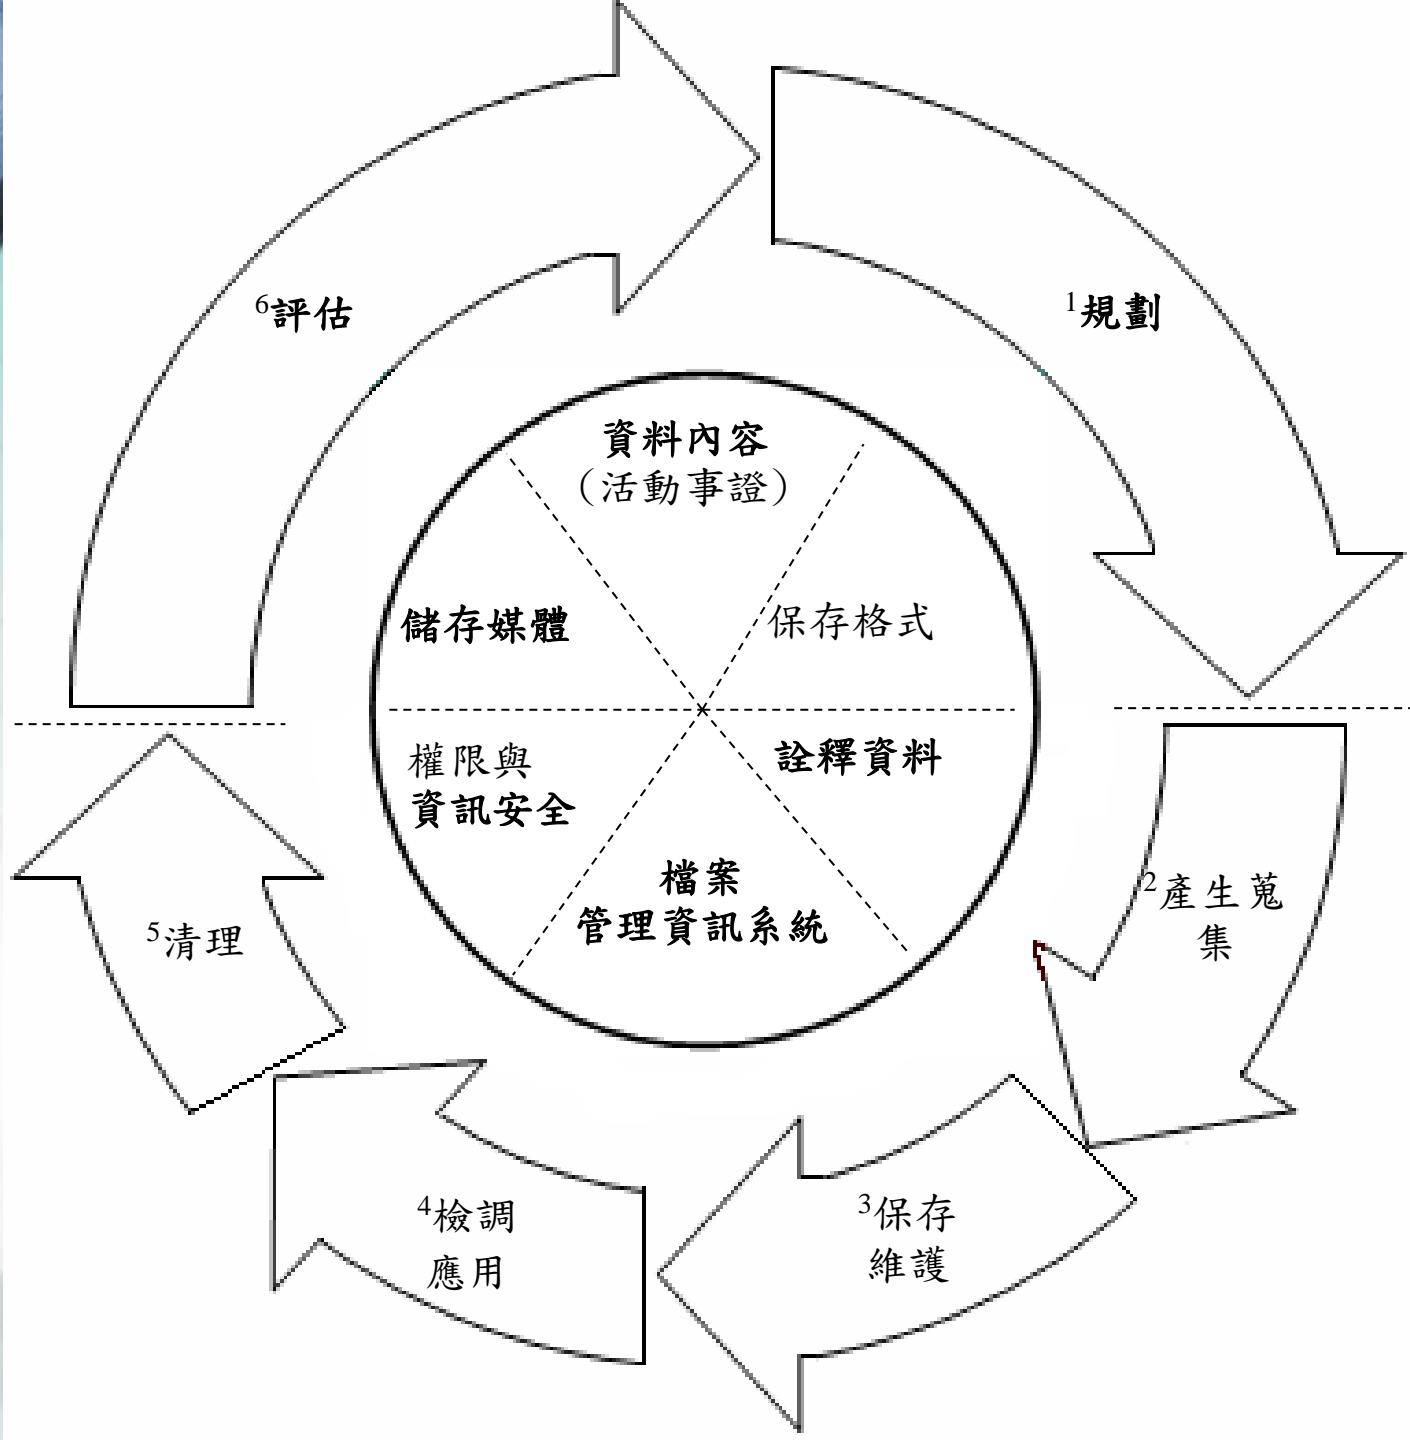 6評估
1規劃
資料內容
（活動事證）
儲存媒體
保存格式
權限與
資訊安全
詮釋資料
檔案
管理資訊系統
2產生蒐
集
5清理
4檢調
應用
3保存
維護